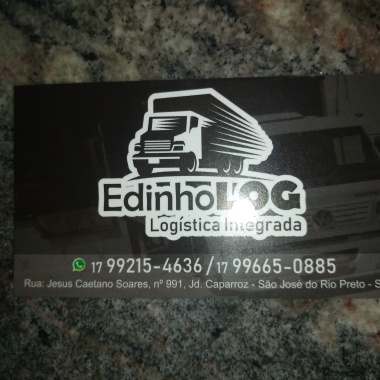 EdinhoLOG
Logística Integrada
17 99215-4636 / 17 99665-0885
Rua: Jesus Caetano Soares, nº 991, Jd. Caparroz - São José do Rio Preto - S